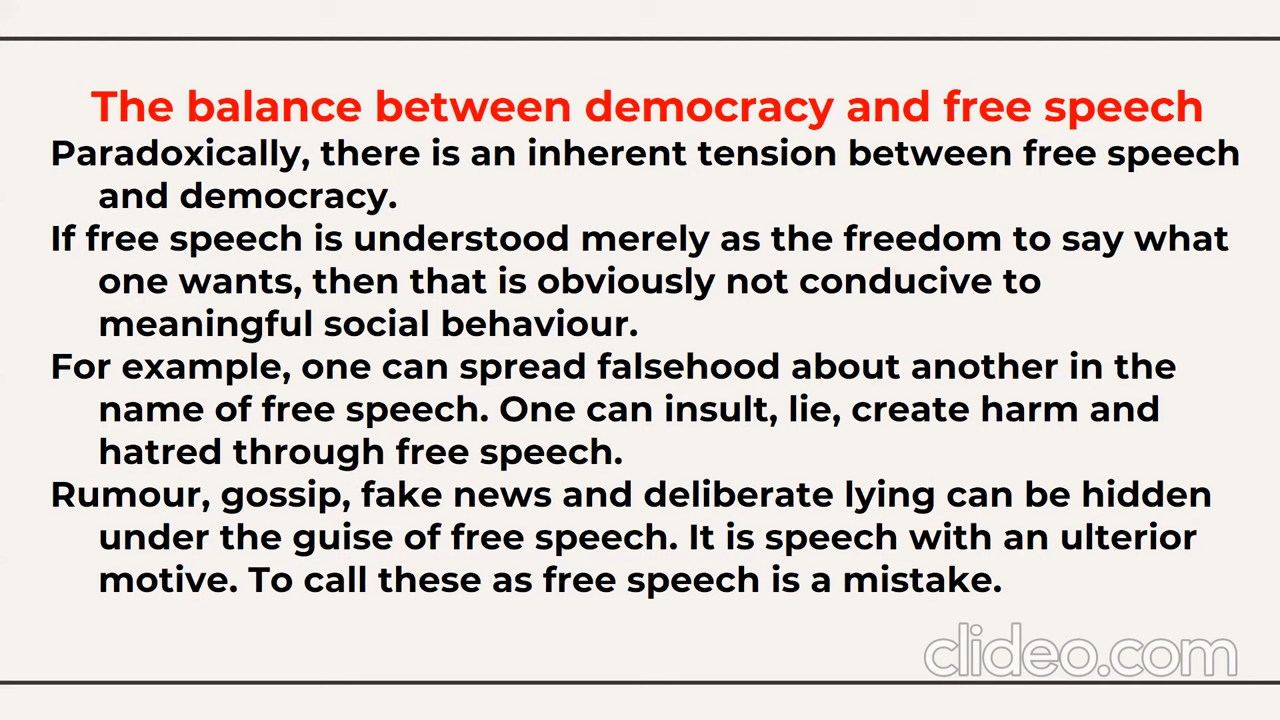 The balance between democracy and free speech
Paradoxically, there is an inherent tension between free speech
and democracy.
If free speech is understood merely as the freedom to say what
one wants, then that is obviously not conducive to
meaningful social behaviour.
For example, one can spread falsehood about another in the
name of free speech. One can insult, lie, create harm and
hatred through free speech.
Rumour, gossip, fake news and deliberate lying can be hidden
under the guise of free speech. It is speech with an ulterior
motive. To call these as free speech is a mistake.
clideo.com